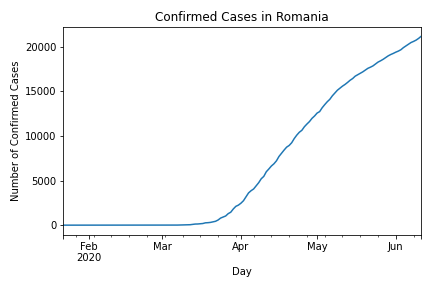 Confirmed Cases in Romania
Number of Confirmed Cases
20000
15000
10000
5000
0
Feb Mar Apr May Jun
2020
Day